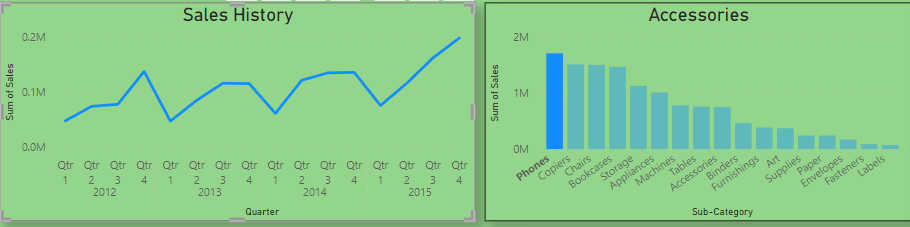 Sales History
Sum of Sales
0.2M
0.1M
0.0M
Qtr 1 Qtr 2 Qtr 3 Qtr 4 Qtr 1 Qtr 2 Qtr 3 Qtr 4 Qtr 1 Qtr 2 Qtr 3 Qtr 4 Qtr 1 Qtr 2 Qtr 3 Qtr 4
2012 2013 2014 2015
Quarter
Accessories
Sum of Sales
2M
1M
0M
Phones
Copiers
Chairs
Bookcases
Storage
Appliances
Machines
Tables
Accessories
Binders
Furnishings
Art
Supplies
Paper
Envelopes
Fasteners
Labels
Sub-Category